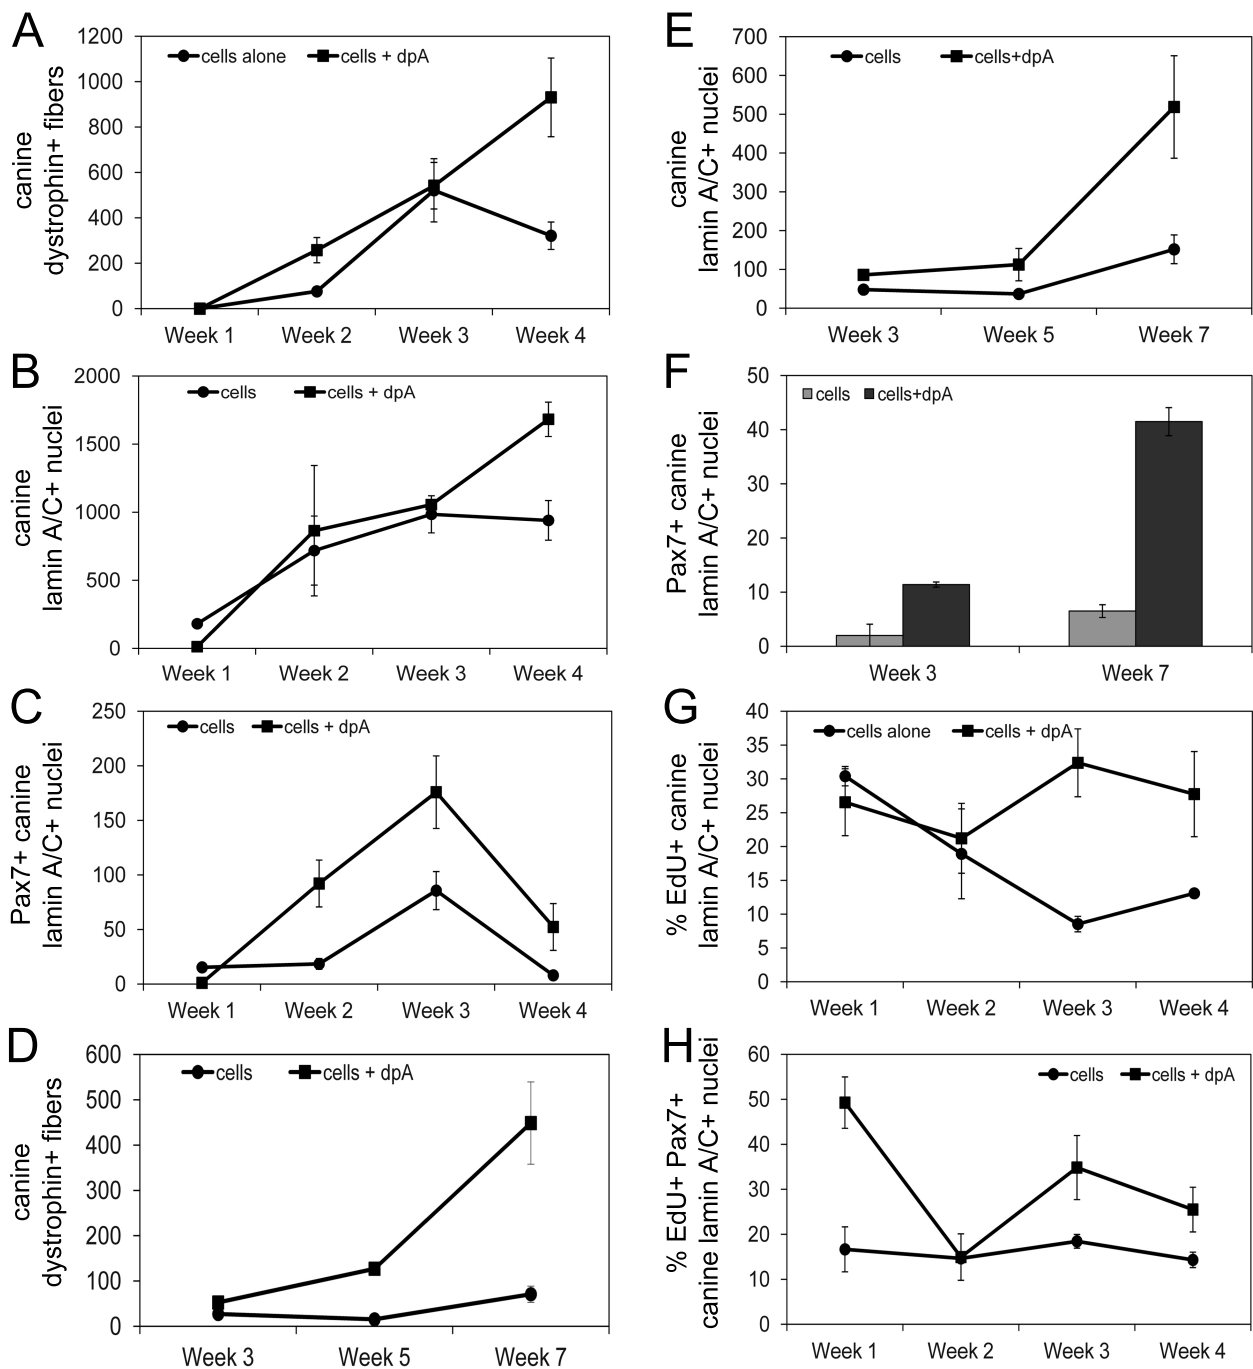 A
canine
dystrophin+ fibers
1200
1000
800
600
400
200
0
cells alone
cells + dpA
Week 1
Week 2
Week 3
Week 4
B
canine
lamin A/C+ nuclei
2000
1500
1000
500
0
cells
cells + dpA
Week 1
Week 2
Week 3
Week 4
C
Pax7+ canine
lamin A/C+ nuclei
250
200
150
100
50
0
cells
cells + dpA
Week 1
Week 2
Week 3
Week 4
D
canine
dystrophin+ fibers
600
500
400
300
200
100
0
cells
cells + dpA
Week 3
Week 5
Week 7
E
canine
lamin A/C+ nuclei
700
600
500
400
300
200
100
0
cells
cells+dpA
Week 3
Week 5
Week 7
F
Pax7+ canine
lamin A/C+ nuclei
50
40
30
20
10
0
cells
cells+dpA
Week 3
Week 7
G
% EdU+ canine
lamin A/C+ nuclei
40
35
30
25
20
15
10
5
0
cells alone
cells + dpA
Week 1
Week 2
Week 3
Week 4
H
% EdU+ Pax7+
canine lamin A/C+ nuclei
60
50
40
30
20
10
0
cells
cells + dpA
Week 1
Week 2
Week 3
Week 4